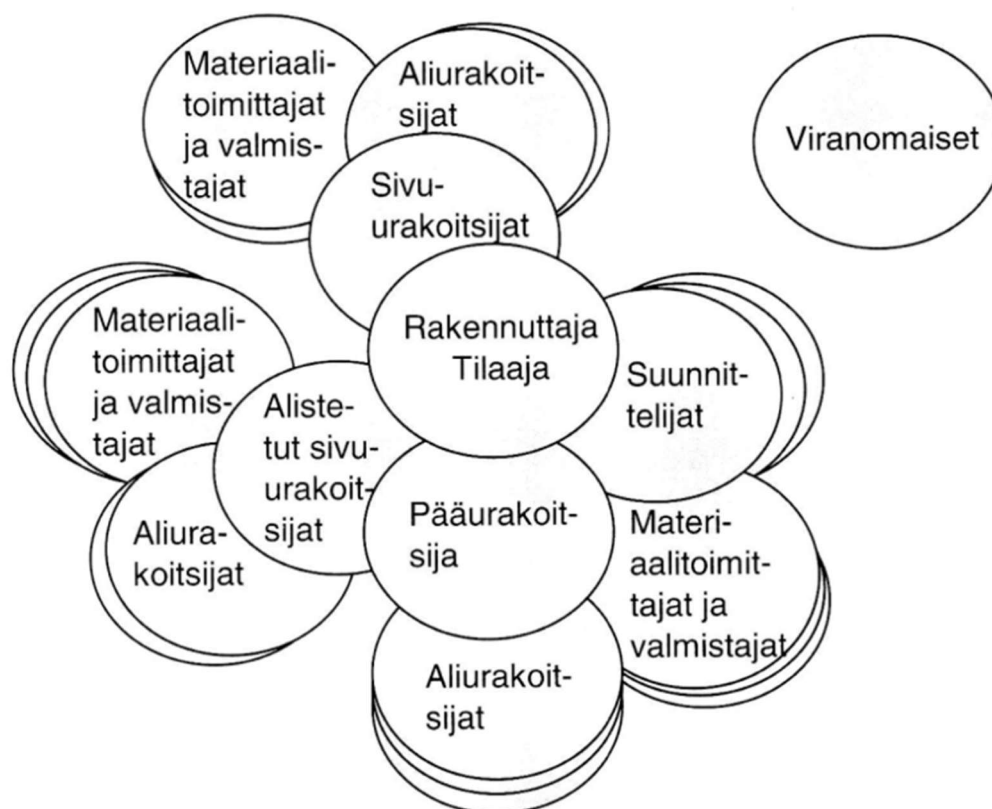 Materiaali-
toimittajat
ja valmis-
tajat
Aliurakoit-
sijat
Viranomaiset
Sivu-
urakoitsijat
Rakennuttaja
Tilaaja
Materiaali-
toimittajat
ja valmis-
tajat
Suunnit-
telijat
Aliste-
tut sivu-
urakoit-
sijat
Pääurakoit-
sija
Aliura-
koitsijat
Materi-
aalitoimit-
tajat ja
valmistajat
Aliurakoit-
sijat